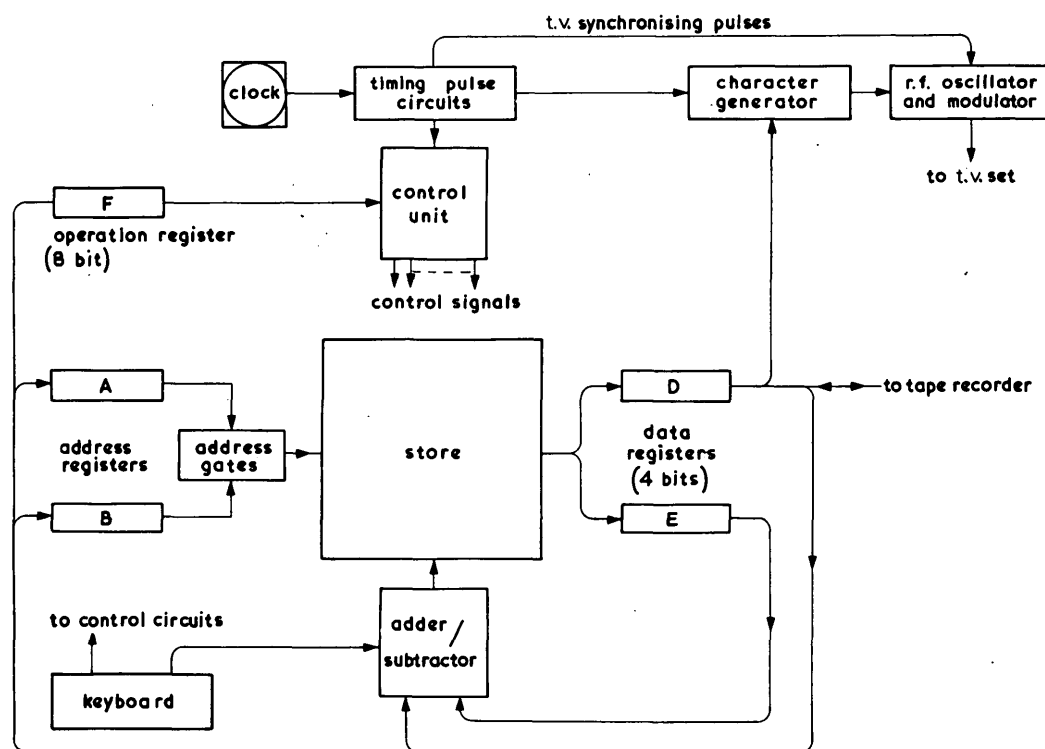 t.v. synchronising pulses
clock
timing pulse
circuits
character
generator
r.f. oscillator
and modulator
to t.v. set
F
operation register
(8 bit)
control
unit
control signals
A
address
registers
B
address
gates
store
D
data
registers
(4 bits)
E
to tape recorder
to control circuits
keyboard
adder/
subtractor